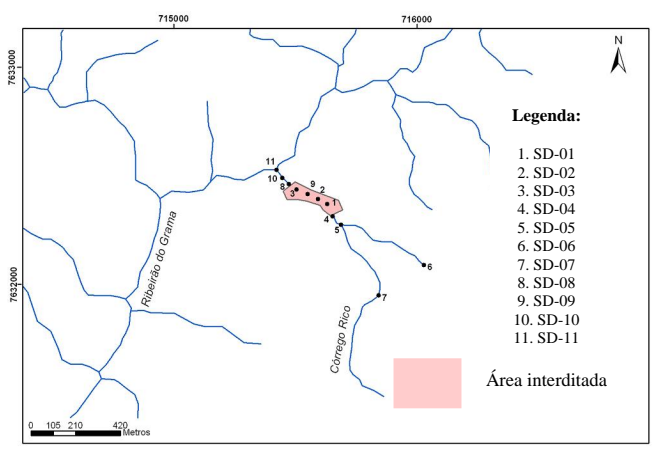 715000
716000
7633000
7632000
N
Legenda:
1. SD-01
2. SD-02
3. SD-03
4. SD-04
5. SD-05
6. SD-06
7. SD-07
8. SD-08
9. SD-09
10. SD-10
11. SD-11
Área interditada
11
10
8
3
9
2
1
4
5
6
7
Ribeirão do Grama
Córrego Rico
0 105 210 420
Metros